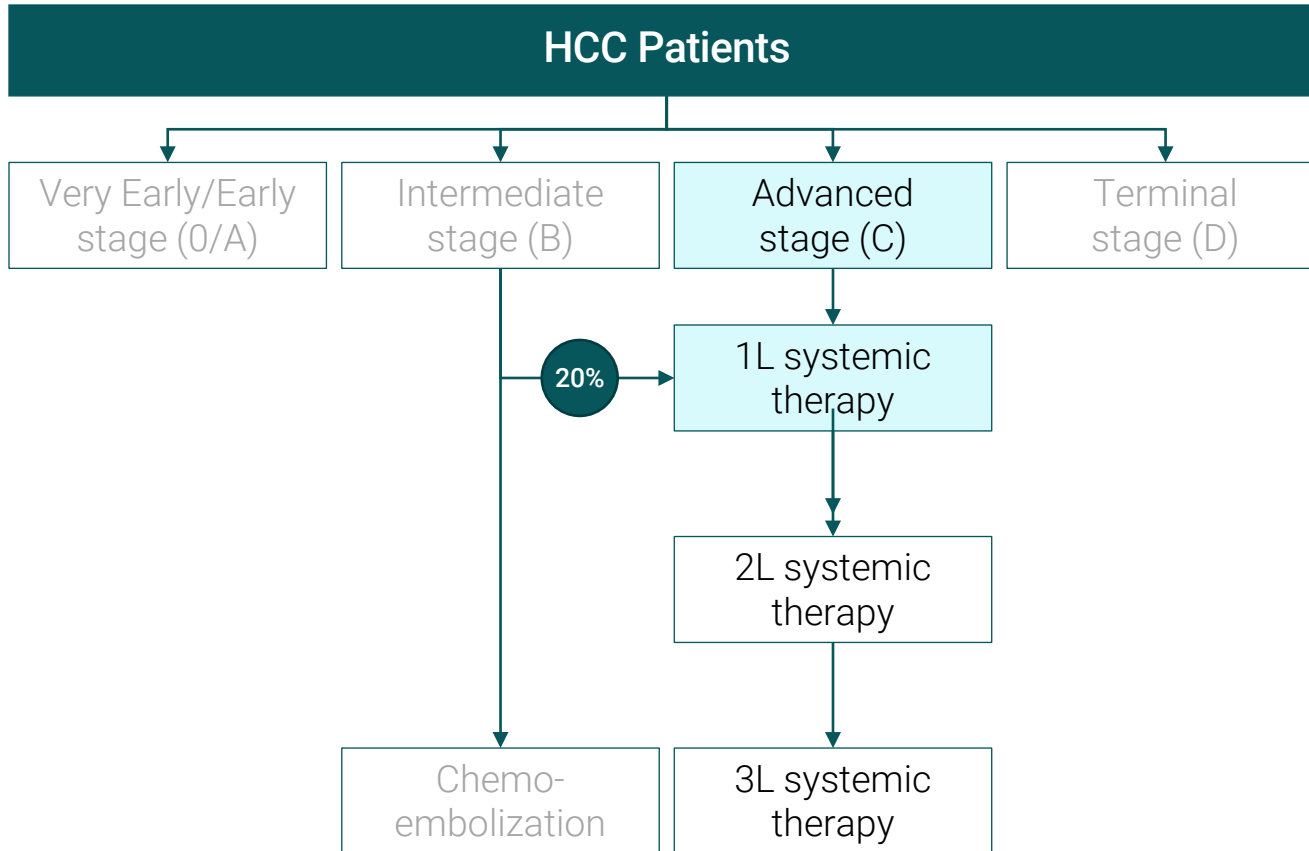 HCC Patients
Very Early/Early
stage (0/A)
Intermediate
stage (B)
Advanced
stage (C)
Terminal
stage (D)
20%
1L systemic
therapy
2L systemic
therapy
Chemo-
embolization
3L systemic
therapy